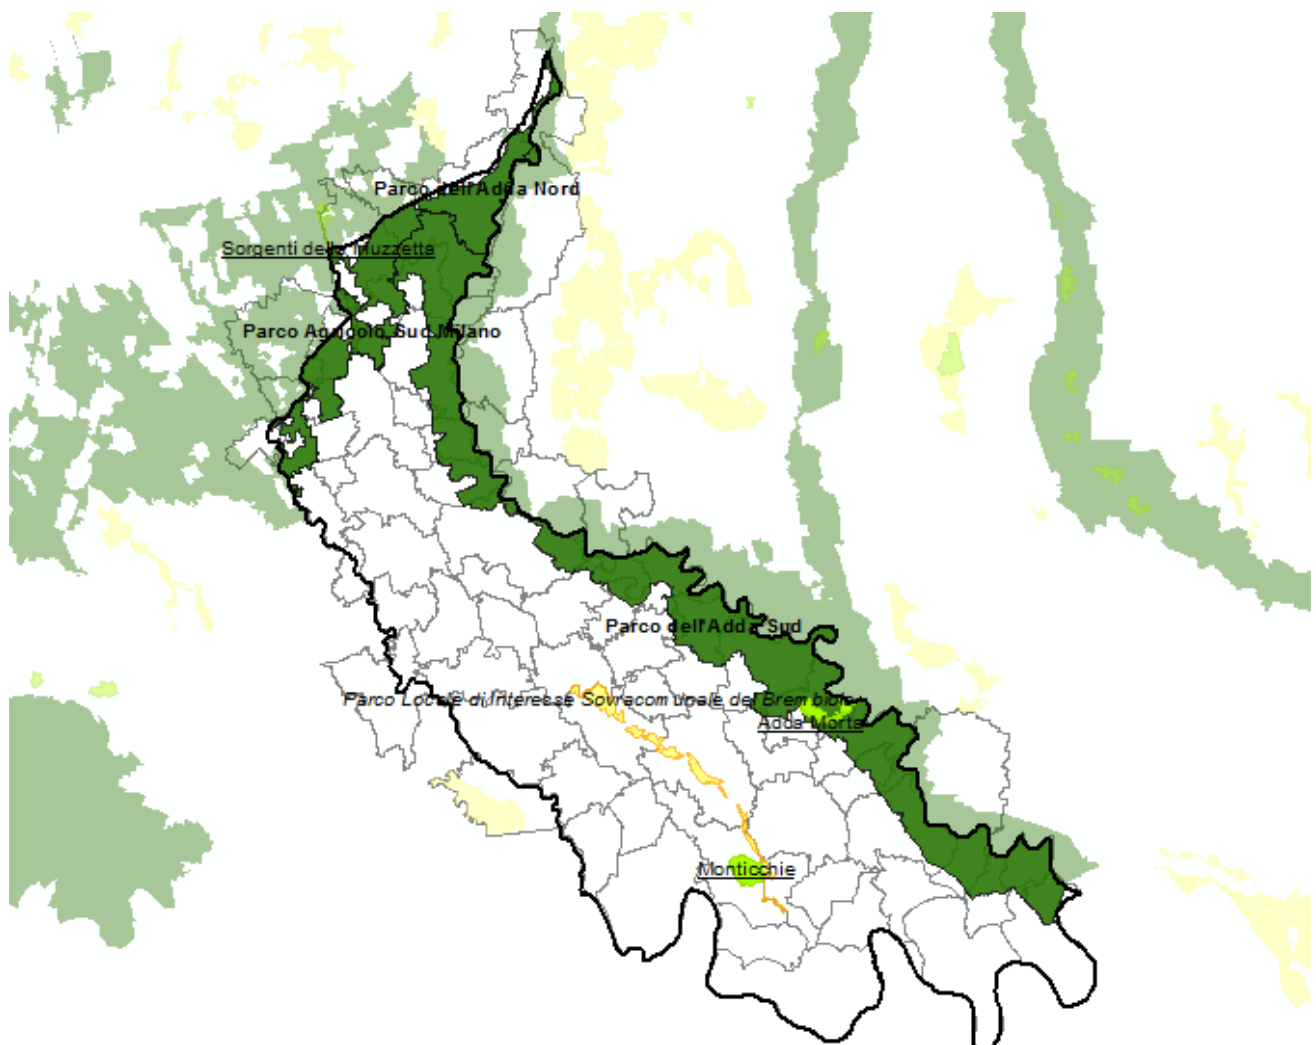 Parco dell'Adda Nord
Sorgenti della Muzzetta
Parco Agricolo Sud Milano
Parco dell'Adda Sud
Parco Locale di Interesse Sovracomunale del Brembiolo
Adda Morta
Monticchie